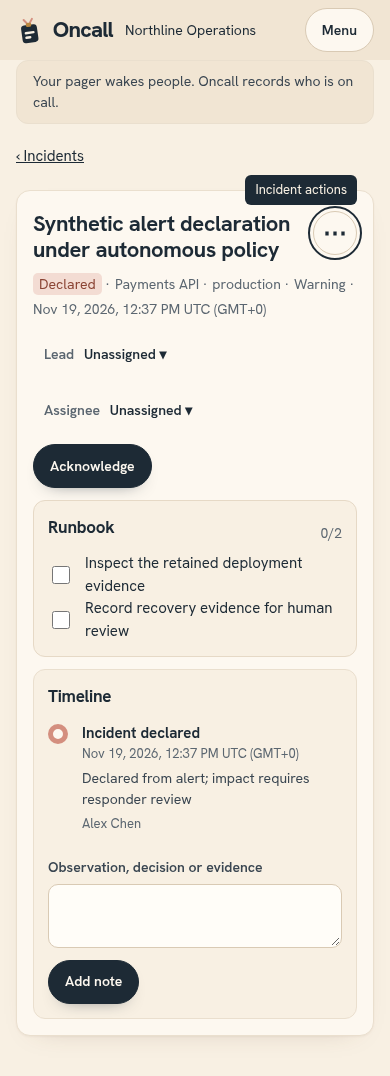 Oncall Northline Operations Menu
Your pager wakes people. Oncall records who is on
call.
‹ Incidents
Incident actions
Synthetic alert declaration
under autonomous policy
Declared · Payments API · production · Warning ·
Nov 19, 2026, 12:37 PM UTC (GMT+0)
Lead Unassigned ▾
Assignee Unassigned ▾
Acknowledge
Runbook 0/2
Inspect the retained deployment
evidence
Record recovery evidence for human
review
Timeline
Incident declared
Nov 19, 2026, 12:37 PM UTC (GMT+0)
Declared from alert; impact requires
responder review
Alex Chen
Observation, decision or evidence
Add note